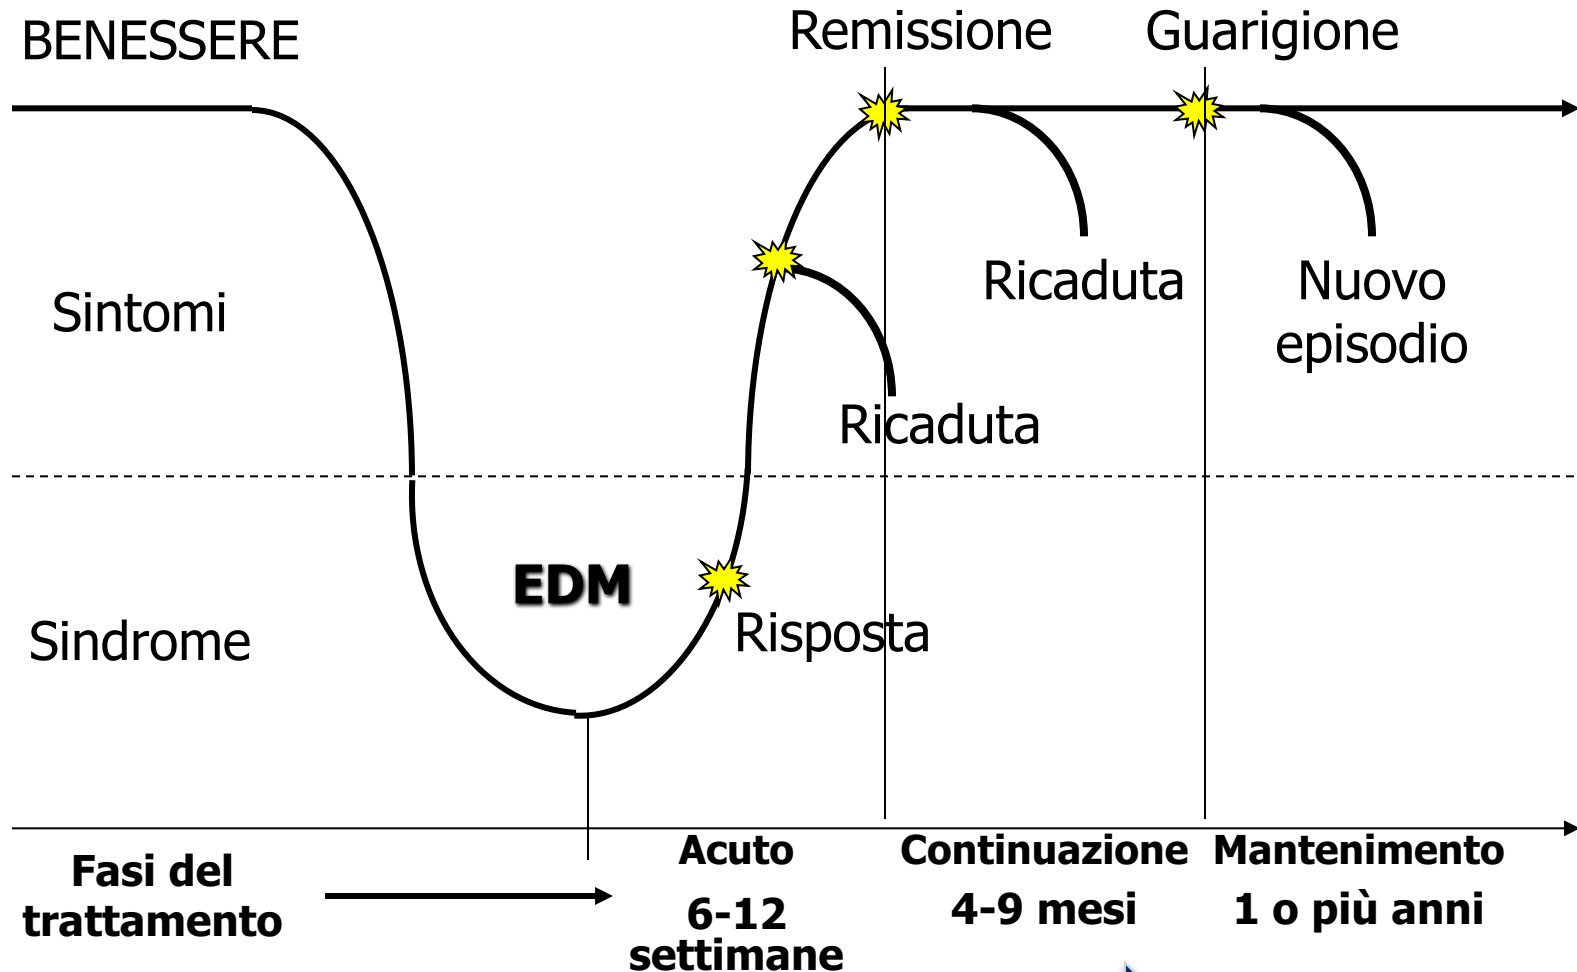 BENESSERE
Remissione
Guarigione
Sintomi
Ricaduta
Nuovo
episodio
Ricaduta
EDM
Sindrome
Risposta
Fasi del
trattamento
Acuto
6-12
settimane
Continuazione
4-9 mesi
Mantenimento
1 o più anni